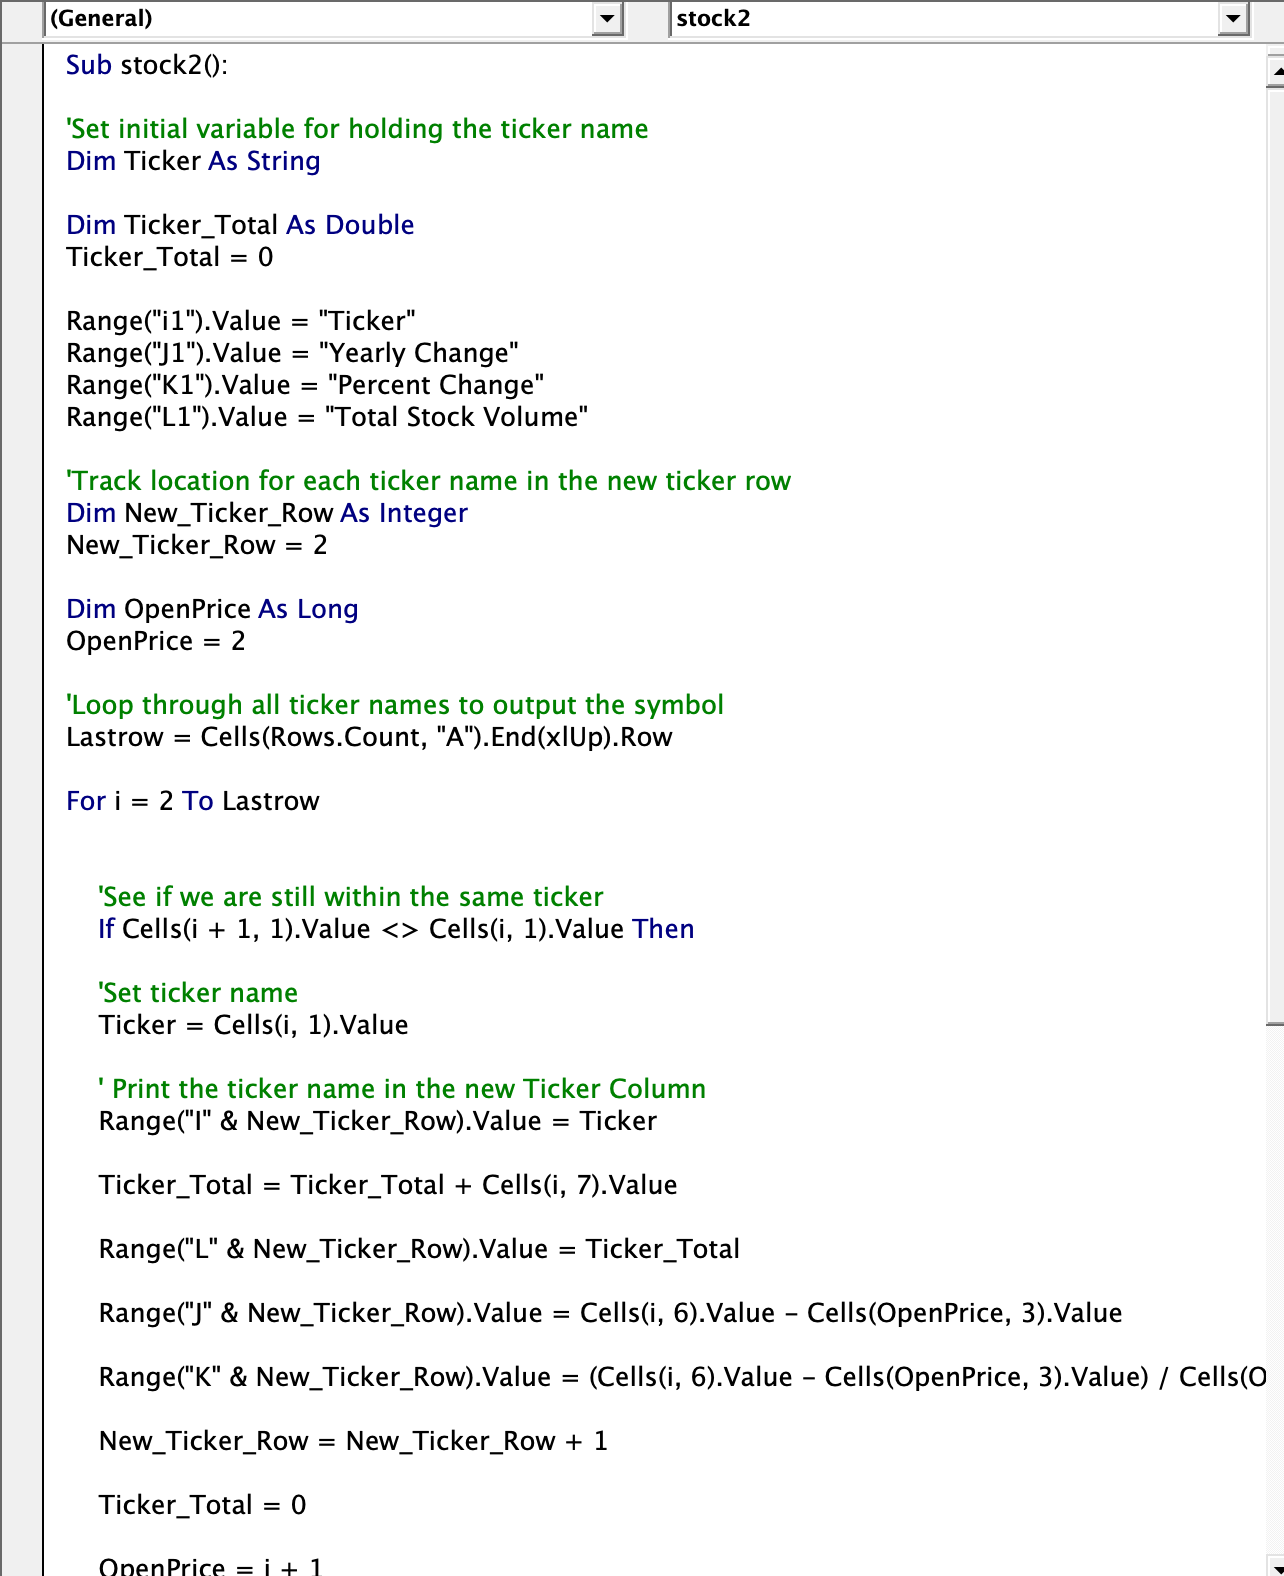 (General)
stock2
Sub stock2():
'Set initial variable for holding the ticker name
Dim Ticker As String
Dim Ticker_Total As Double
Ticker_Total = 0
Range("i1").Value = "Ticker"
Range("J1").Value = "Yearly Change"
Range("K1").Value = "Percent Change"
Range("L1").Value = "Total Stock Volume"
'Track location for each ticker name in the new ticker row
Dim New_Ticker_Row As Integer
New_Ticker_Row = 2
Dim OpenPrice As Long
OpenPrice = 2
'Loop through all ticker names to output the symbol
Lastrow = Cells(Rows.Count, "A").End(xlUp).Row
For i = 2 To Lastrow
'See if we are still within the same ticker
If Cells(i + 1, 1).Value <> Cells(i, 1).Value Then
'Set ticker name
Ticker = Cells(i, 1).Value
' Print the ticker name in the new Ticker Column
Range("I" & New_Ticker_Row).Value = Ticker
Ticker_Total = Ticker_Total + Cells(i, 7).Value
Range("L" & New_Ticker_Row).Value = Ticker_Total
Range("J" & New_Ticker_Row).Value = Cells(i, 6).Value - Cells(OpenPrice, 3).Value
Range("K" & New_Ticker_Row).Value = (Cells(i, 6).Value - Cells(OpenPrice, 3).Value) / Cells(O
New_Ticker_Row = New_Ticker_Row + 1
Ticker_Total = 0
OpenPrice = i + 1